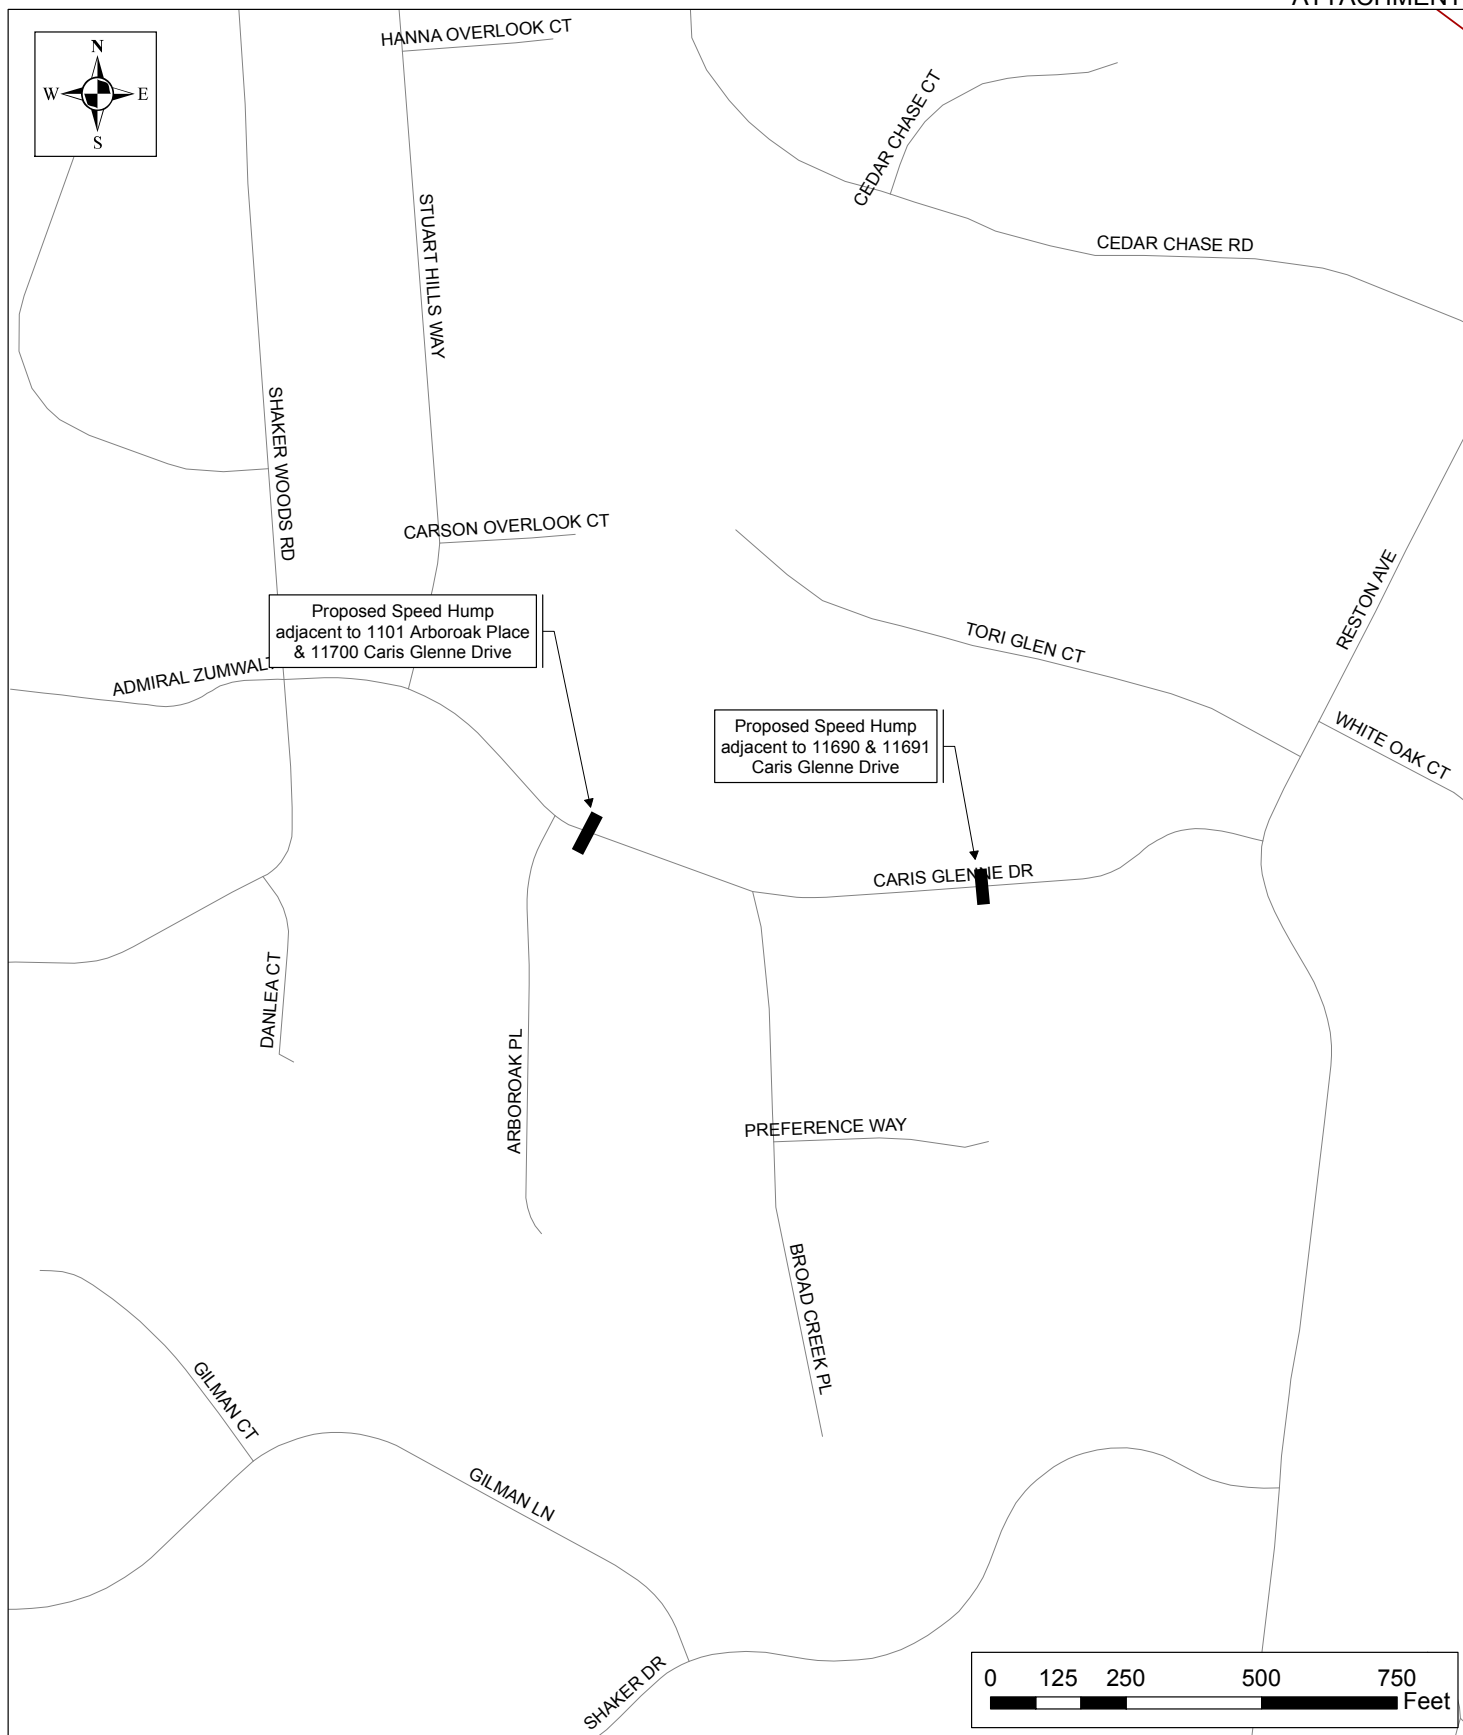 ATTACHMENT
HANNA OVERLOOK CT
N
W E
S
CEDAR CHASE CT
STUART HILLS WAY
CEDAR CHASE RD
SHAKER WOODS RD
CARSON OVERLOOK CT
RESTON AVE
Proposed Speed Hump
adjacent to 1101 Arboroak Place
& 11700 Caris Glenne Drive
TORI GLEN CT
ADMIRAL ZUMWALT
Proposed Speed Hump
adjacent to 11690 & 11691
Caris Glenne Drive
WHITE OAK CT
CARIS GLENNE DR
DANLEA CT
ARBOROAK PL
PREFERENCE WAY
BROAD CREEK PL
GILMAN CT
GILMAN LN
SHAKER DR
0 125 250 500 750
Feet